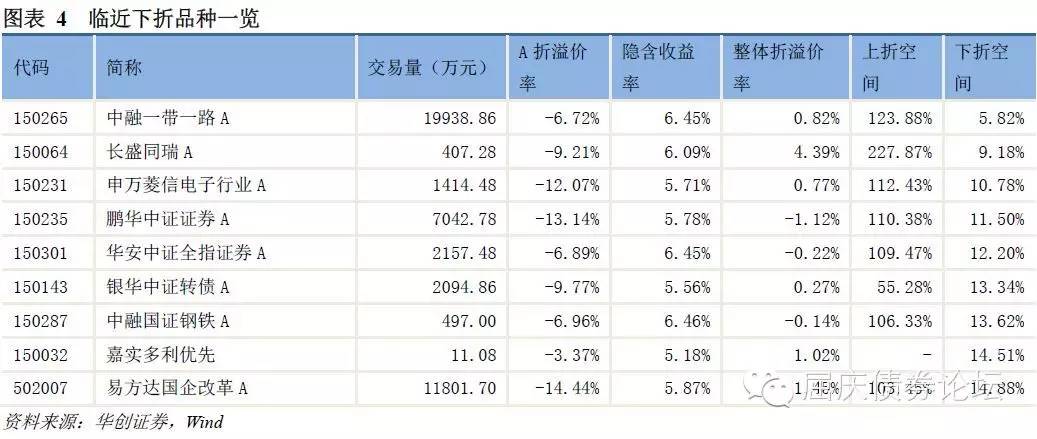 图表 4 临近下折品种一览
代码 简称 交易量（万元） A 折溢价率 隐含收益率 整体折溢价率 上折空间 下折空间
150265 中融一带一路 A 19938.86 -6.72% 6.45% 0.82% 123.88% 5.82%
150064 长盛同瑞 A 407.28 -9.21% 6.09% 4.39% 227.87% 9.18%
150231 申万菱信电子行业 A 1414.48 -12.07% 5.71% 0.77% 112.43% 10.78%
150235 鹏华中证证券 A 7042.78 -13.14% 5.78% -1.12% 110.38% 11.50%
150301 华安中证全指证券 A 2157.48 -6.89% 6.45% -0.22% 109.47% 12.20%
150143 银华中证转债 A 2094.86 -9.77% 5.56% 0.27% 55.28% 13.34%
150287 中融国证钢铁 A 497.00 -6.96% 6.46% -0.14% 106.33% 13.62%
150032 嘉实多利优先 11.08 -3.37% 5.18% 1.02% - 14.51%
502007 易方达国企改革 A 11801.70 -14.44% 5.87% 14.88%
屈庆债券论坛
资料来源：华创证券，Wind